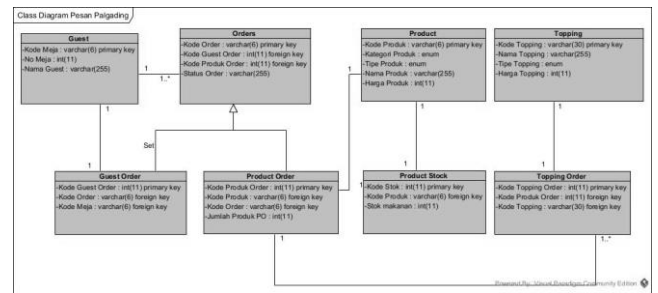 Class Diagram Pesan Palgading
Guest
-Kode Meja : varchar(6) primary key
-No Meja : int(11)
-Nama Guest : varchar(255)
Orders
-Kode Order : varchar(6) primary key
-Kode Guest Order : int(11) foreign key
-Kode Produk Order : int(11) foreign key
-Status Order : varchar(255)
Product
-Kode Produk : varchar(6) primary key
-Kategori Produk : enum
-Tipe Produk : enum
-Nama Produk : varchar(255)
-Harga Produk : int(11)
Topping
-Kode Topping : varchar(30) primary key
-Nama Topping : varchar(255)
-Tipe Topping : enum
-Harga Topping : int(11)
1
1..*
1
1
1
1
Set
1
1
1
1
Guest Order
-Kode Guest Order : int(11) primary key
-Kode Order : varchar(6) foreign key
-Kode Meja : varchar(6) foreign key
Product Order
-Kode Produk Order : int(11) primary key
-Kode Produk : varchar(6) foreign key
-Kode Order : varchar(6) foreign key
-Jumlah Produk PO : int(11)
Product Stock
-Kode Stok : int(11) primary key
-Kode Produk : varchar(6) foreign key
-Stok makanan : int(11)
Topping Order
-Kode Topping Order : int(11) primary key
-Kode Produk Order : int(11) foreign key
-Kode Topping : varchar(30) foreign key
1
1..*
Powered By Visual Paradigm Community Edition